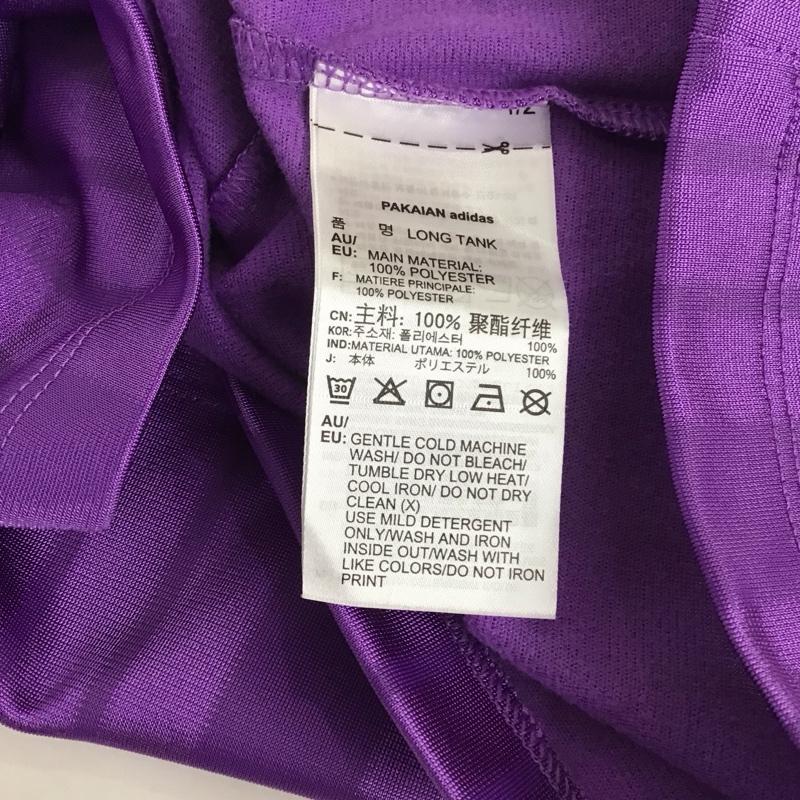 1/2
PAKAIAN adidas
품 명 LONG TANK
AU/
EU: MAIN MATERIAL:
100% POLYESTER
F: MATIERE PRINCIPALE:
100% POLYESTER
CN: 主料: 100% 聚酯纤维
KOR: 주소재: 폴리에스터 100%
IND: MATERIAL UTAMA: 100% POLYESTER
J: 本体 ポリエステル 100%
30
AU/
EU: GENTLE COLD MACHINE
WASH/ DO NOT BLEACH/
TUMBLE DRY LOW HEAT/
COOL IRON/ DO NOT DRY
CLEAN (X)
USE MILD DETERGENT
ONLY/WASH AND IRON
INSIDE OUT/WASH WITH
LIKE COLORS/DO NOT IRON
PRINT